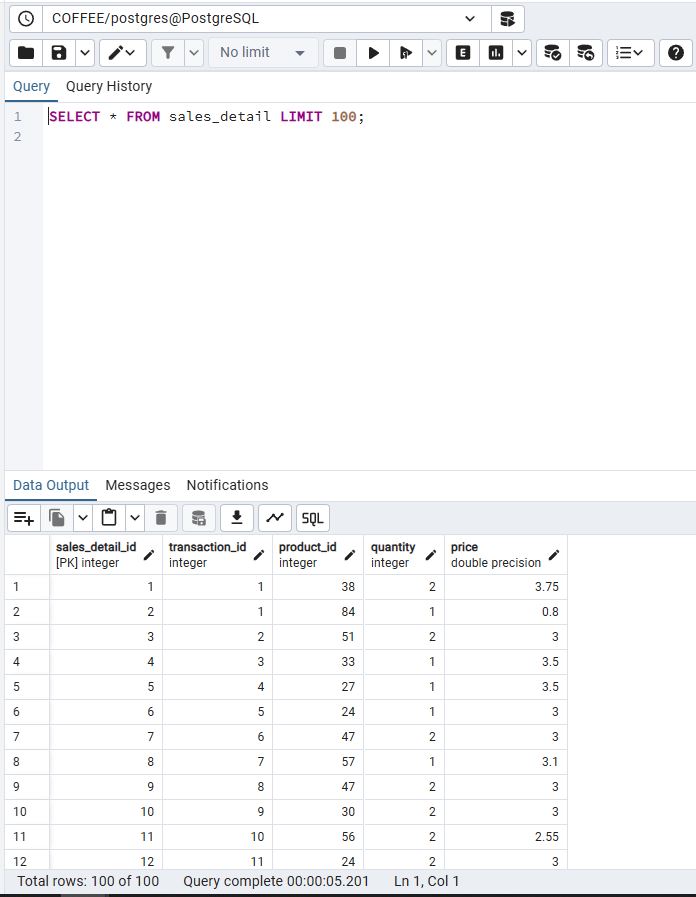 COFFEE/postgres@PostgreSQL
No limit
E
Query Query History
1 SELECT * FROM sales_detail LIMIT 100;
2
Data Output Messages Notifications
SQL
sales_detail_id transaction_id product_id quantity price
[PK] integer integer integer integer double precision
1 1 1 38 2 3.75
2 2 1 84 1 0.8
3 3 2 51 2 3
4 4 3 33 1 3.5
5 5 4 27 1 3.5
6 6 5 24 1 3
7 7 6 47 2 3
8 8 7 57 1 3.1
9 9 8 47 2 3
10 10 9 30 2 3
11 11 10 56 2 2.55
12 12 11 24 2 3
Total rows: 100 of 100 Query complete 00:00:05.201 Ln 1, Col 1